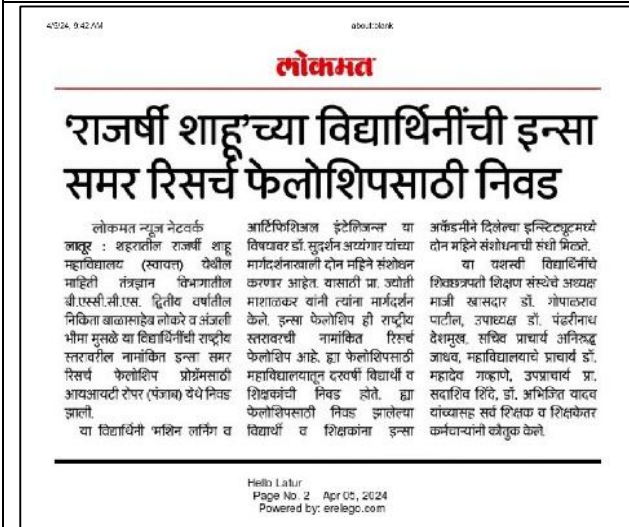 4/5/24, 9:42 AM
about:blank
लोकमत
'राजर्षी शाहू'च्या विद्यार्थिनींची इन्सा
समर रिसर्च फेलोशिपसाठी निवड
लोकमत न्यूज नेटवर्क
लातूर : शहरातील राजर्षी शाहू
महाविद्यालय (स्वायत्त) येथील
माहिती तंत्रज्ञान विभागातील
बी.एस्सी.सी.एस. द्वितीय वर्षातील
निकिता बाळासाहेब लोकरे व अंजली
भीमा मुसळे या विद्यार्थिनींची राष्ट्रीय
स्तरावरील नामांकित इन्सा समर
रिसर्च फेलोशिप प्रोग्रॅमसाठी
आयआयटी रोपर (पंजाब) येथे निवड
झाली.
या विद्यार्थिनी 'मशिन लर्निंग व
आर्टिफिशिअल इंटेलिजन्स' या
विषयावर डॉ. सुदर्शन अय्यंगार यांच्या
मार्गदर्शनाखाली दोन महिने संशोधन
करणार आहेत. यासाठी प्रा. ज्योती
माशाळकर यांनी त्यांना मार्गदर्शन
केले. इन्सा फेलोशिप ही राष्ट्रीय
स्तरावरची नामांकित रिसर्च
फेलोशिप आहे. ह्या फेलोशिपसाठी
महाविद्यालयातून दरवर्षी विद्यार्थी व
शिक्षकांची निवड होते. ह्या
फेलोशिपसाठी निवड झालेल्या
विद्यार्थी व शिक्षकांना इन्सा
अकॅडमीने दिलेल्या इन्स्टिट्यूटमध्ये
दोन महिने संशोधनाची संधी मिळते.
या यशस्वी विद्यार्थिनींचे
शिवछत्रपती शिक्षण संस्थेचे अध्यक्ष
माजी खासदार डॉ. गोपाळराव
पाटील, उपाध्यक्ष डॉ. पंढरीनाथ
देशमुख, सचिव प्राचार्य अनिरुद्ध
जाधव, महाविद्यालयाचे प्राचार्य डॉ.
महादेव गव्हाणे, उपप्राचार्य प्रा.
सदाशिव शिंदे, डॉ. अभिजित यादव
यांच्यासह सर्व शिक्षक व शिक्षकेतर
कर्मचाऱ्यांनी कौतुक केले.
Hello Latur
Page No. 2 Apr 05, 2024
Powered by: erelego.com